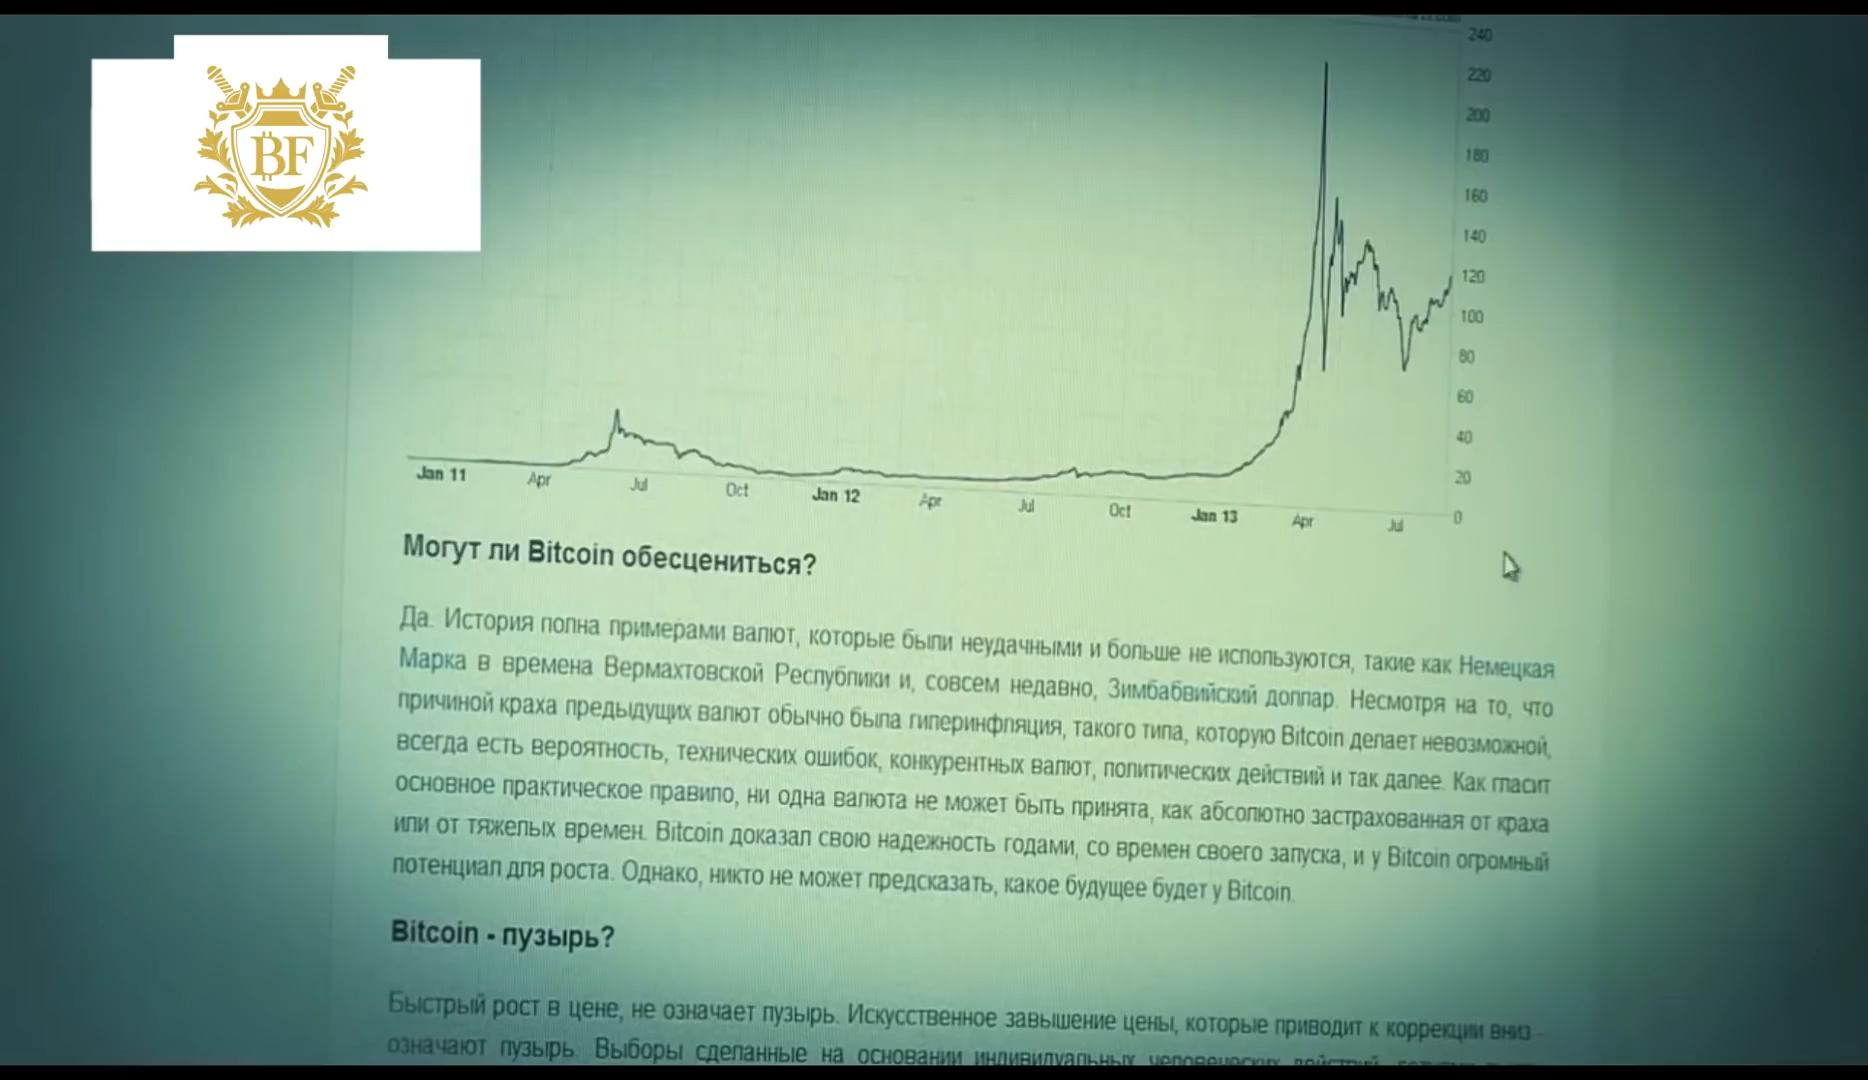 240
220
200
180
160
140
120
100
80
60
40
20
0
Jan 11 Apr Jul Oct Jan 12 Apr Jul Oct Jan 13 Apr Jul
BF
Могут ли Bitcoin обесцениться?
Да. История полна примерами валют, которые были неудачными и больше не используются, такие как Немецкая
Марка в времена Вермахтовской Республики и, совсем недавно, Зимбабвийский доллар. Несмотря на то, что
причиной краха предыдущих валют обычно была гиперинфляция, такого типа, которую Bitcoin делает невозможной,
всегда есть вероятность, технических ошибок, конкурентных валют, политических действий и так далее. Как гласит
основное практическое правило, ни одна валюта не может быть принята, как абсолютно застрахованная от краха
или от тяжелых времен. Bitcoin доказал свою надежность годами, со времен своего запуска, и у Bitcoin огромный
потенциал для роста. Однако, никто не может предсказать, какое будущее будет у Bitcoin.
Bitcoin - пузырь?
Быстрый рост в цене, не означает пузырь. Искусственное завышение цены, которые приводит к коррекции вниз -
означают пузырь. Выборы сделанные на основании индивидуальных человеческих действий,